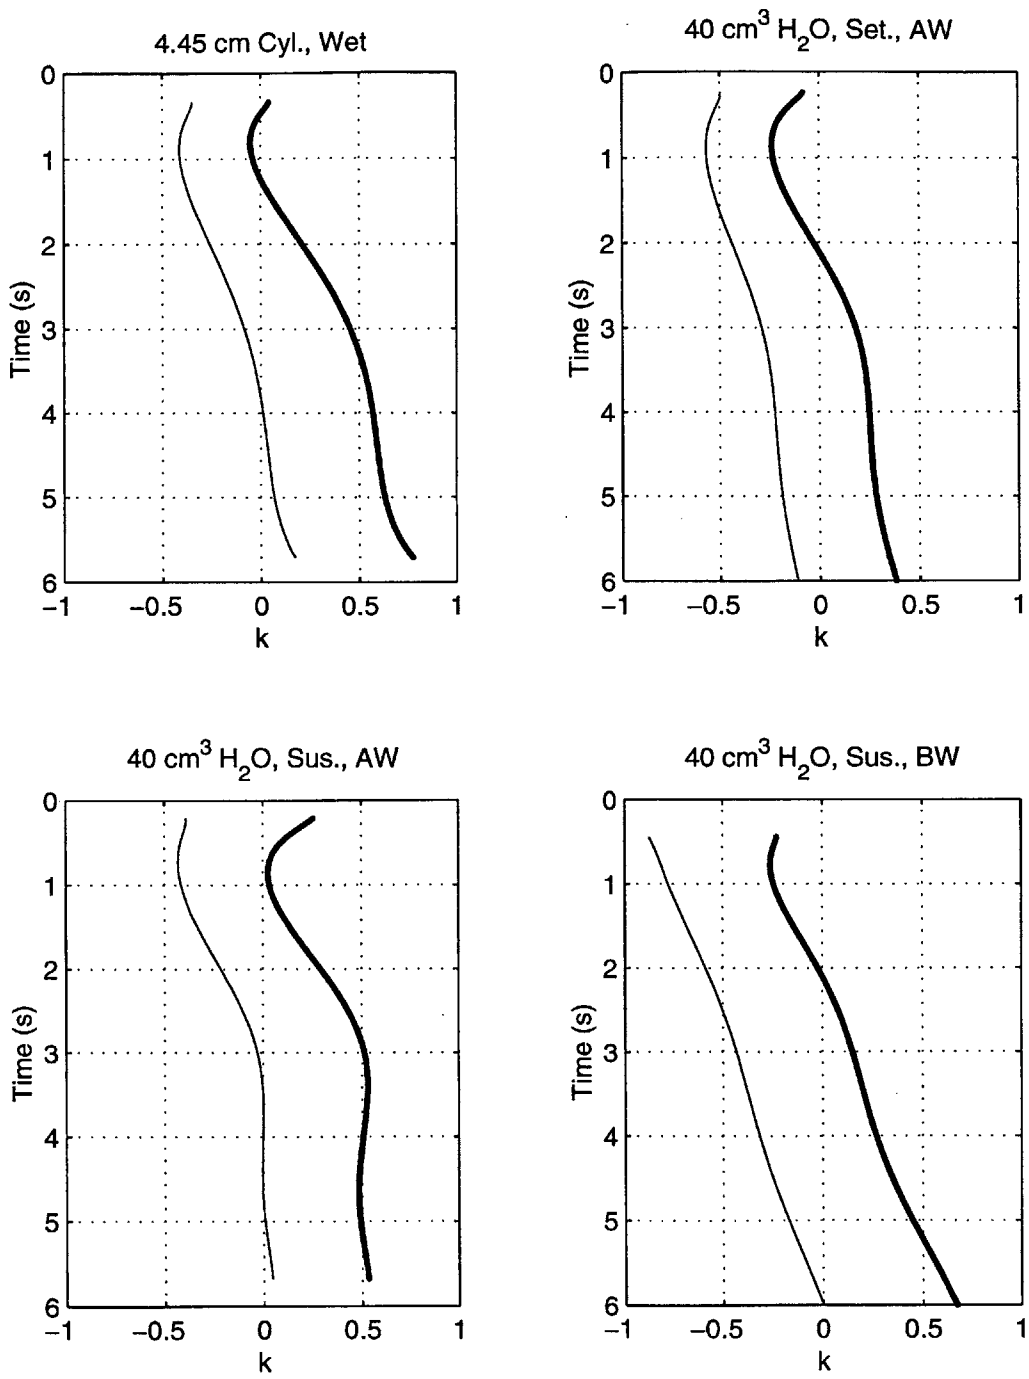 4.45 cm Cyl., Wet
0
1
2
3
4
5
6
Time (s)
−1 −0.5 0 0.5 1
k
40 cm³ H₂O, Set., AW
0
1
2
3
4
5
6
Time (s)
−1 −0.5 0 0.5 1
k
40 cm³ H₂O, Sus., AW
0
1
2
3
4
5
6
Time (s)
−1 −0.5 0 0.5 1
k
40 cm³ H₂O, Sus., BW
0
1
2
3
4
5
6
Time (s)
−1 −0.5 0 0.5 1
k